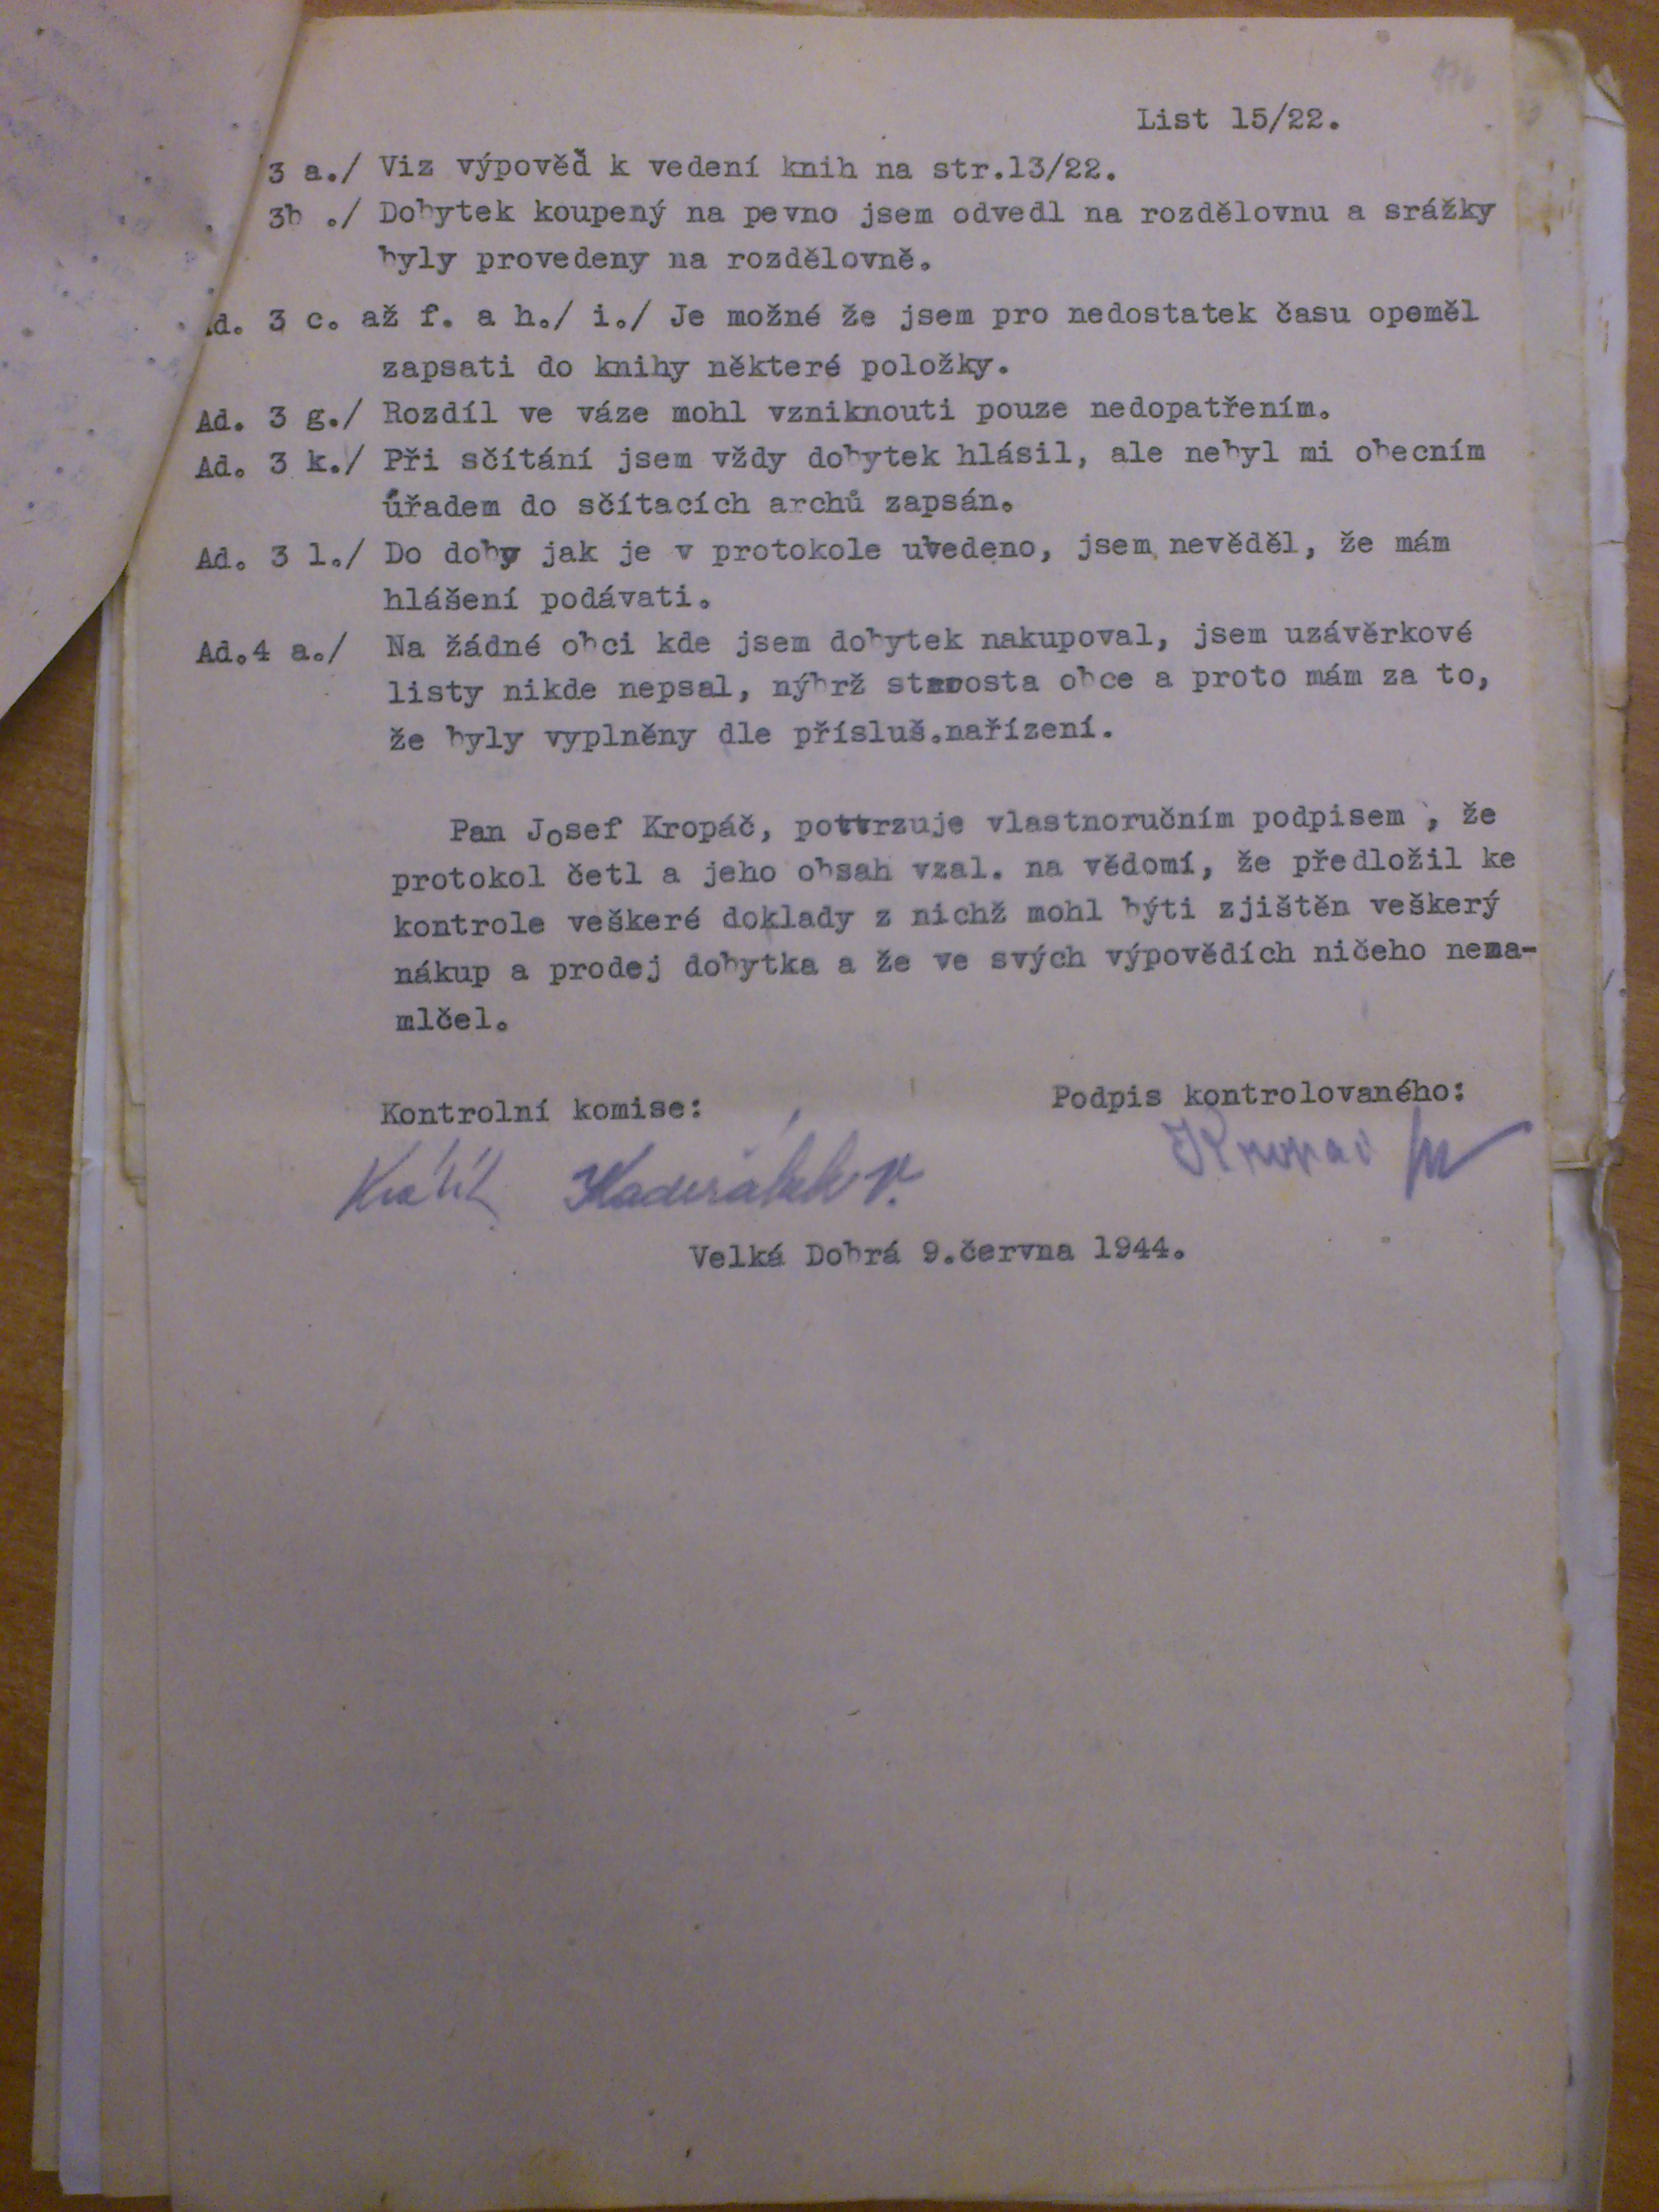 List 15/22.
3 a./ Viz výpověď k vedení knih na str.13/22.
3b ./ Dobytek koupený na pevno jsem odvedl na rozdělovnu a srážky
byly provedeny na rozdělovně.
d. 3 c. až f. a h./ i./ Je možné že jsem pro nedostatek času opoměl
zapsati do knihy některé položky.
Ad. 3 g./ Rozdíl ve váze mohl vzniknouti pouze nedopatřením.
Ad. 3 k./ Při sčítání jsem vždy dobytek hlásil, ale nebyl mi obecním
úřadem do sčítacích archů zapsán.
Ad. 3 l./ Do doby jak je v protokole uvedeno, jsem nevěděl, že mám
hlášení podávati.
Ad.4 a./ Na žádné obci kde jsem dobytek nakupoval, jsem uzávěrkové
listy nikde nepsal, nýbrž starosta obce a proto mám za to,
že byly vyplněny dle přísluš.nařízení.
Pan Josef Kropáč, potvrzuje vlastnoručním podpisem , že
protokol četl a jeho obsah vzal. na vědomí, že předložil ke
kontrole veškeré doklady z nichž mohl býti zjištěn veškerý
nákup a prodej dobytka a že ve svých výpovědích ničeho neza-
mlčel.
Kontrolní komise: Podpis kontrolovaného:
Kropáč
Velká Dobrá 9.června 1944.